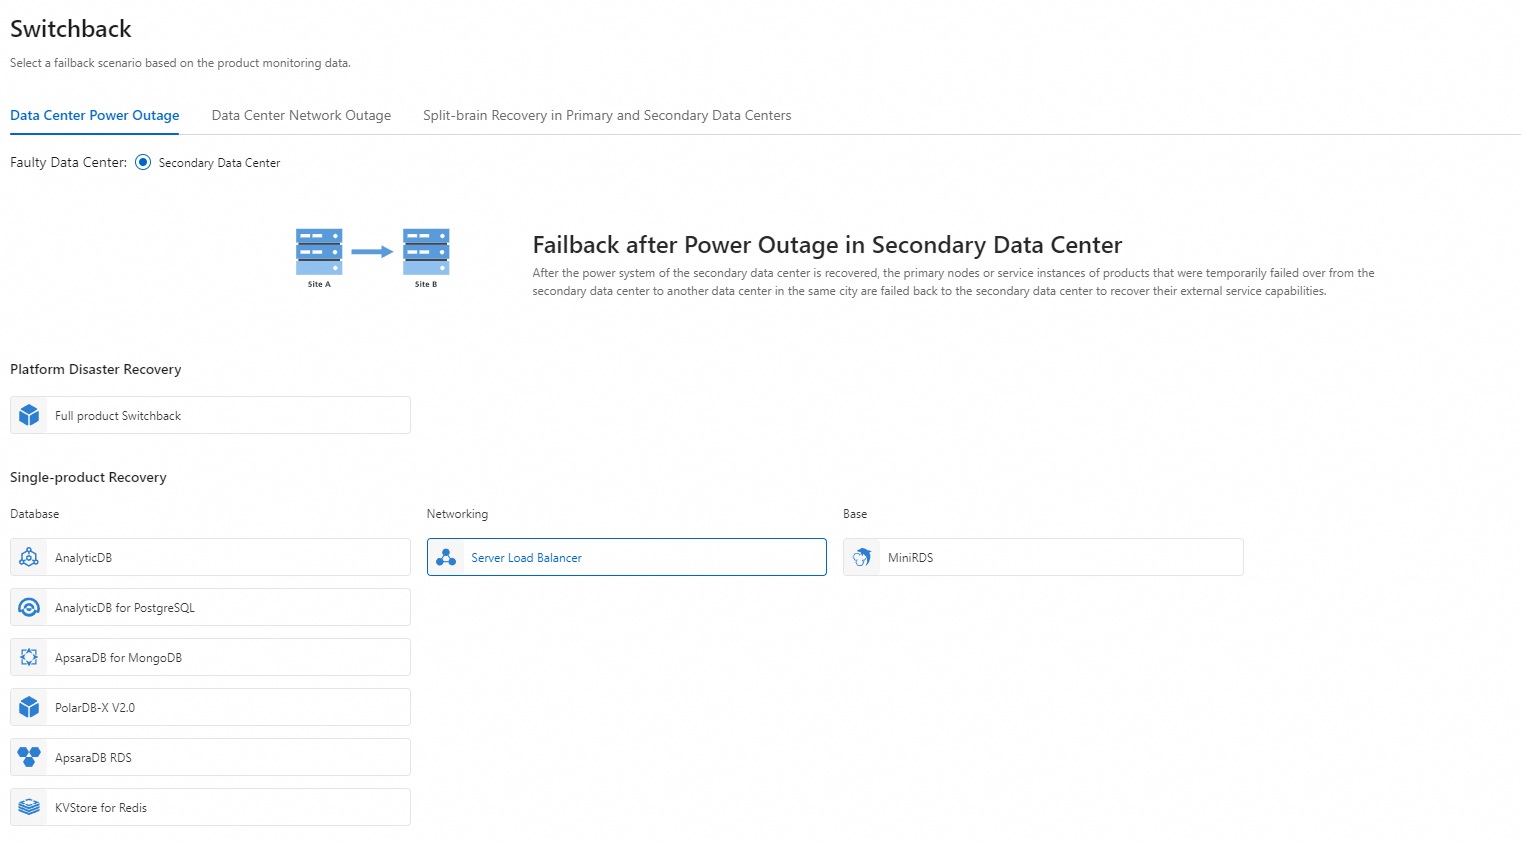 Switchback
Select a failback scenario based on the product monitoring data.
Data Center Power Outage
Data Center Network Outage
Split-brain Recovery in Primary and Secondary Data Centers
Faulty Data Center:
Secondary Data Center
Site A
Site B
Failback after Power Outage in Secondary Data Center
After the power system of the secondary data center is recovered, the primary nodes or service instances of products that were temporarily failed over from the
secondary data center to another data center in the same city are failed back to the secondary data center to recover their external service capabilities.
Platform Disaster Recovery
Full product Switchback
Single-product Recovery
Database
Networking
Base
AnalyticDB
Server Load Balancer
MiniRDS
AnalyticDB for PostgreSQL
ApsaraDB for MongoDB
PolarDB-X V2.0
ApsaraDB RDS
KVStore for Redis